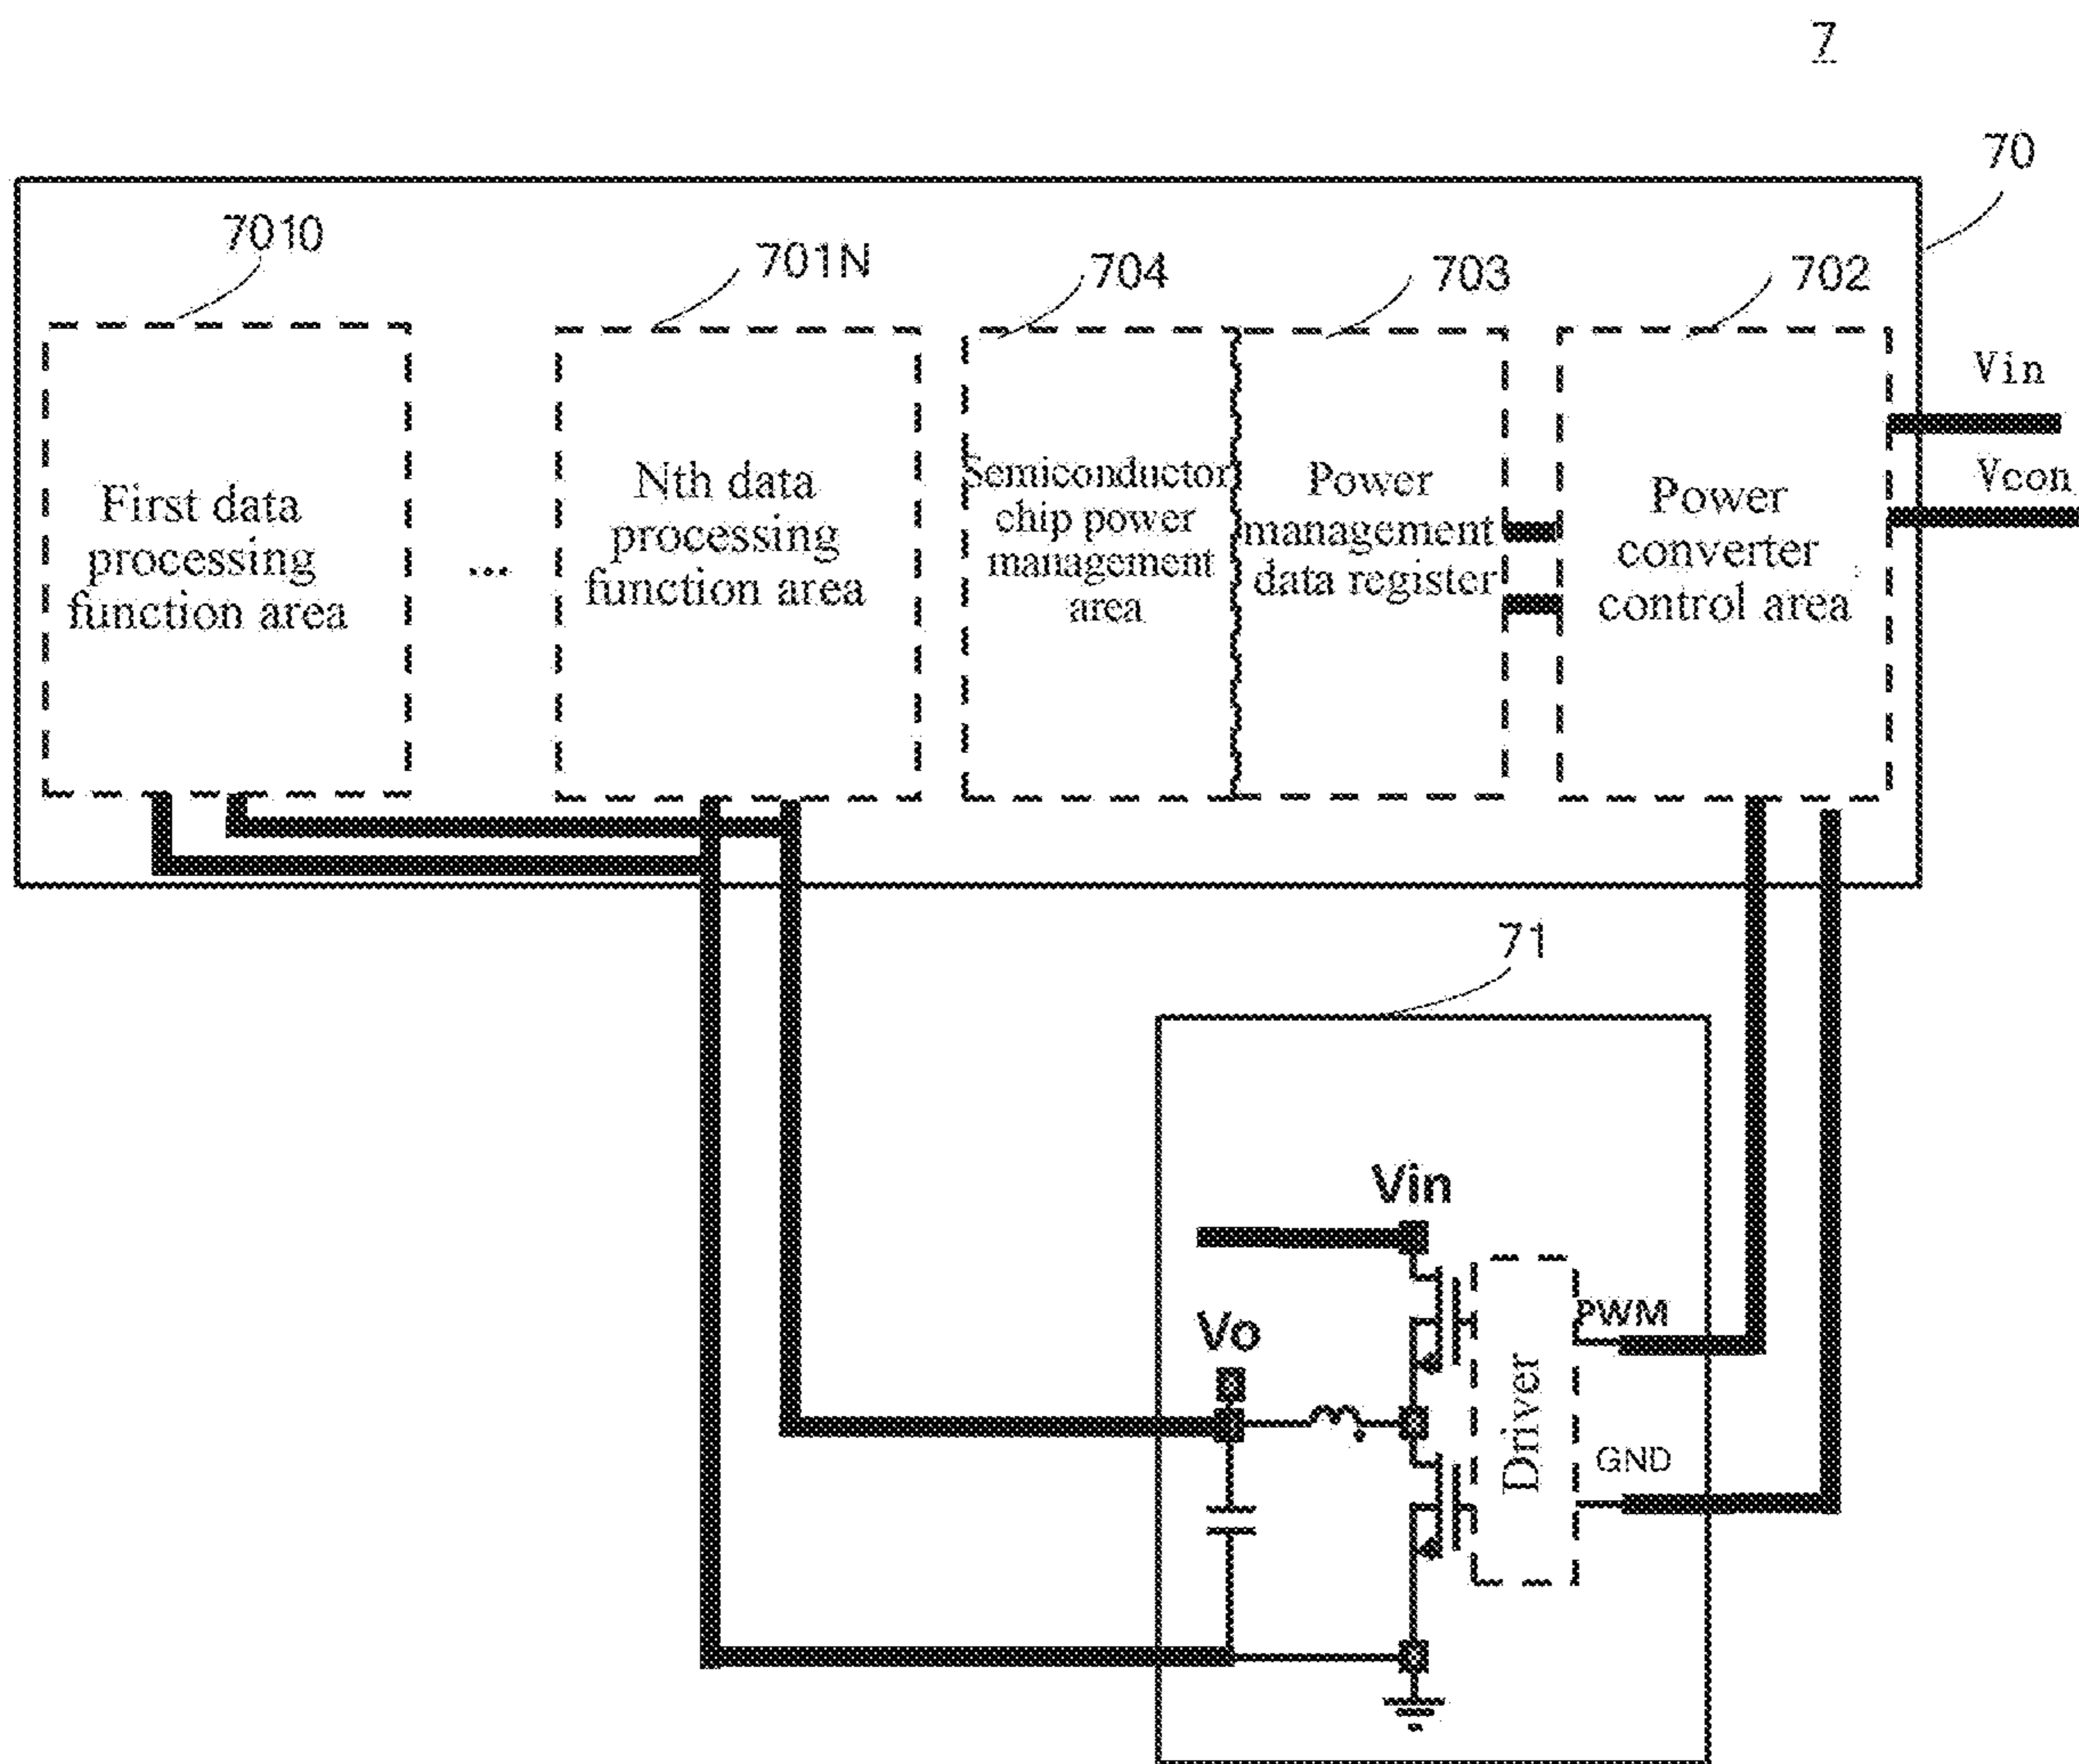 7
70
7010
701N
704
703
702
Vin
Vcon
First data
processing
function area
...
Nth data
processing
function area
Semiconductor
chip power
management
area
Power
management
data register
Power
converter
control area
71
Vin
Vo
PWM
Driver
GND